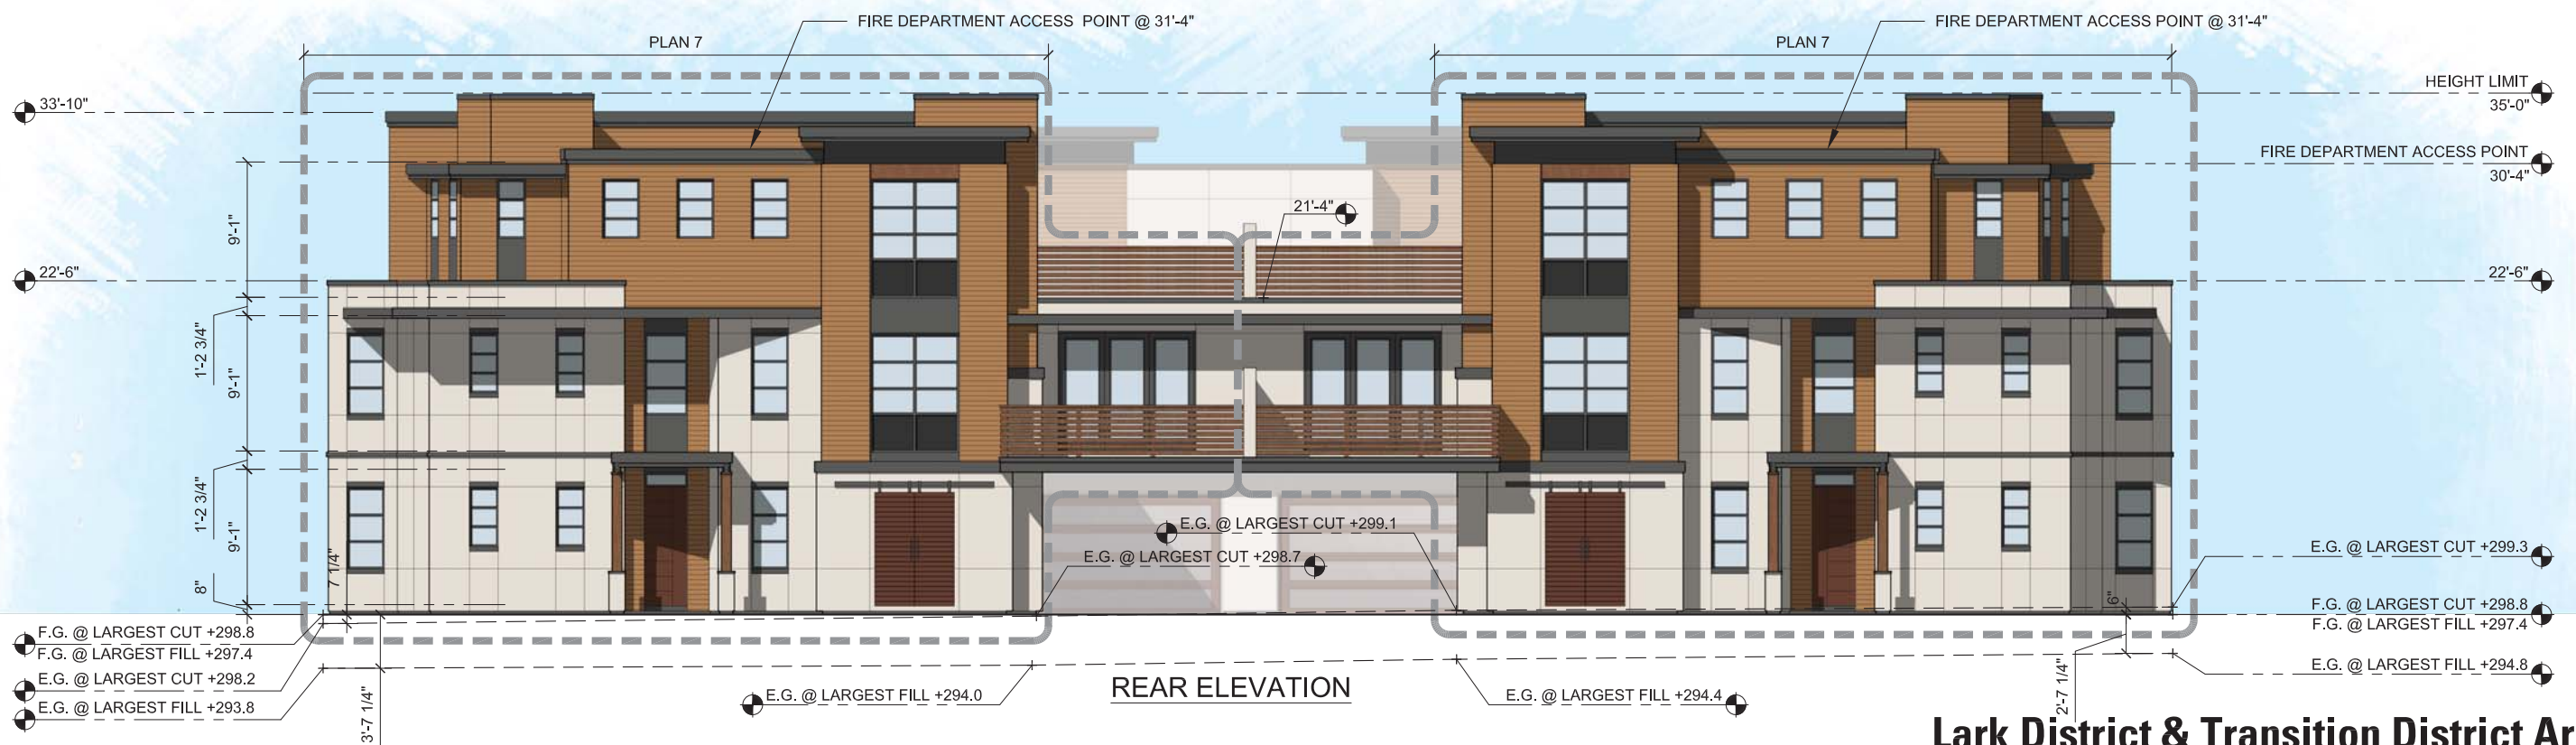 FIRE DEPARTMENT ACCESS POINT @ 31'-4"
FIRE DEPARTMENT ACCESS POINT @ 31'-4"
PLAN 7
PLAN 7
HEIGHT LIMIT
35'-0"
33'-10"
FIRE DEPARTMENT ACCESS POINT
30'-4"
9'-1"
21'-4"
22'-6"
22'-6"
1'-2 3/4"
9'-1"
1'-2 3/4"
9'-1"
7 1/4"
8"
E.G. @ LARGEST CUT +299.1
E.G. @ LARGEST CUT +298.7
E.G. @ LARGEST CUT +299.3
6"
F.G. @ LARGEST CUT +298.8
F.G. @ LARGEST FILL +297.4
F.G. @ LARGEST CUT +298.8
F.G. @ LARGEST FILL +297.4
E.G. @ LARGEST CUT +298.2
E.G. @ LARGEST FILL +293.8
3'-7 1/4"
E.G. @ LARGEST FILL +294.0
REAR ELEVATION
E.G. @ LARGEST FILL +294.4
2'-7 1/4"
E.G. @ LARGEST FILL +294.8
Lark District & Transition District Ar